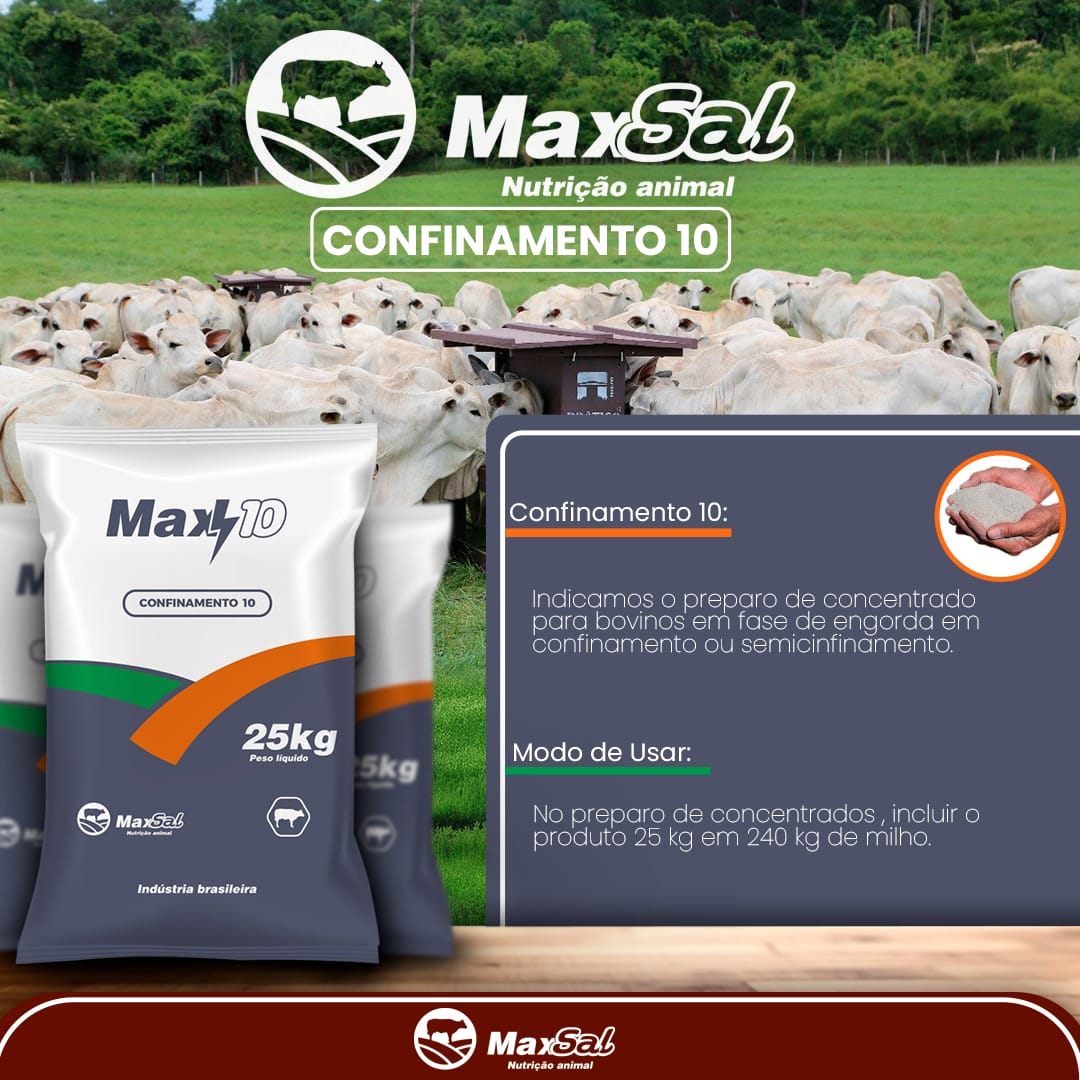 MaxSal
Nutrição animal
CONFINAMENTO 10
Max 10
CONFINAMENTO 10
25kg
Peso líquido
MaxSal
Nutrição animal
Indústria brasileira
Confinamento 10:
Indicamos o preparo de concentrado
para bovinos em fase de engorda em
confinamento ou semicinfinamento.
Modo de Usar:
No preparo de concentrados , incluir o
produto 25 kg em 240 kg de milho.
MaxSal
Nutrição animal